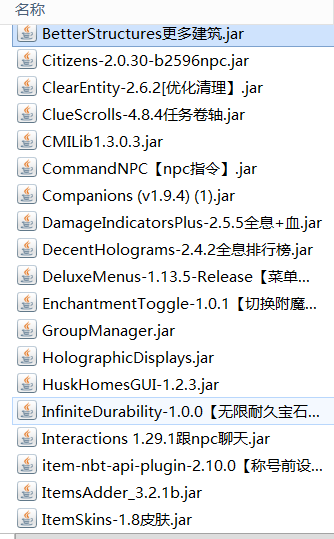 名称
BetterStructures更多建筑.jar
Citizens-2.0.30-b2596npc.jar
ClearEntity-2.6.2[优化清理】.jar
ClueScrolls-4.8.4任务卷轴.jar
CMILib1.3.0.3.jar
CommandNPC【npc指令】.jar
Companions (v1.9.4) (1).jar
DamageIndicatorsPlus-2.5.5全息+血.jar
DecentHolograms-2.4.2全息排行榜.jar
DeluxeMenus-1.13.5-Release【菜单...
EnchantmentToggle-1.0.1【切换附魔...
GroupManager.jar
HolographicDisplays.jar
HuskHomesGUI-1.2.3.jar
InfiniteDurability-1.0.0【无限耐久宝石...
Interactions 1.29.1跟npc聊天.jar
item-nbt-api-plugin-2.10.0【称号前设...
ItemsAdder_3.2.1b.jar
ItemSkins-1.8皮肤.jar